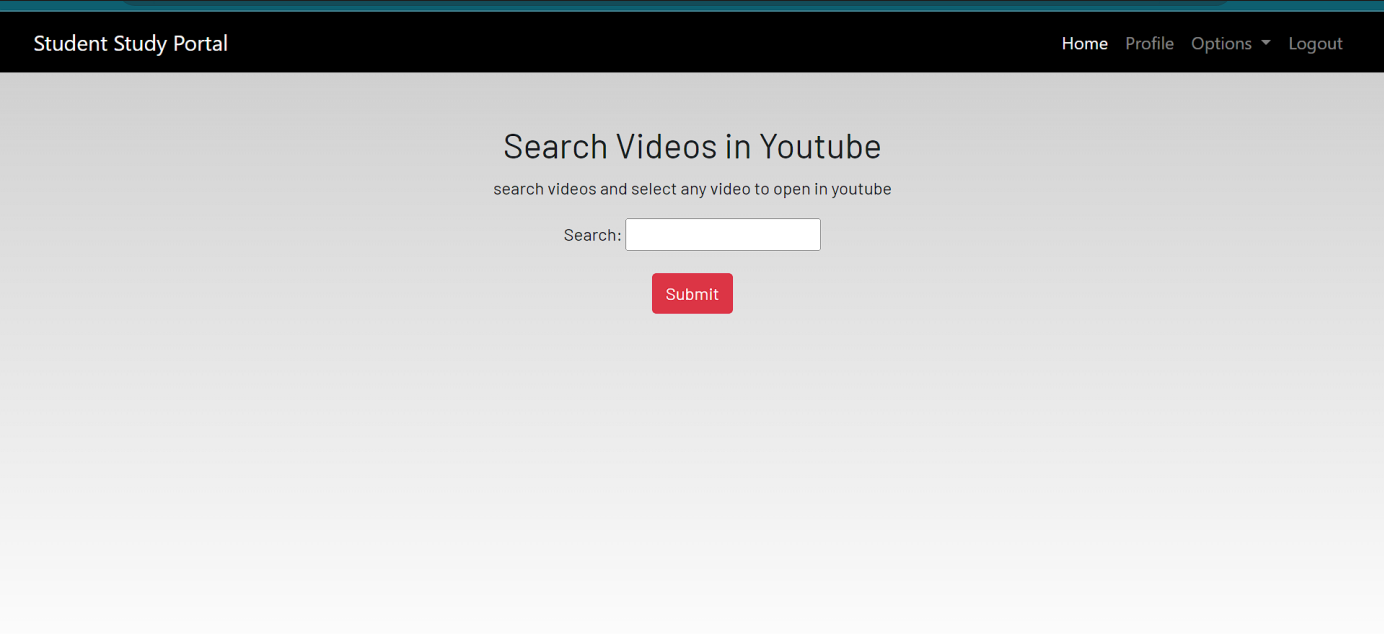 Student Study Portal Home Profile Options Logout
Search Videos in Youtube
search videos and select any video to open in youtube
Search:
Submit